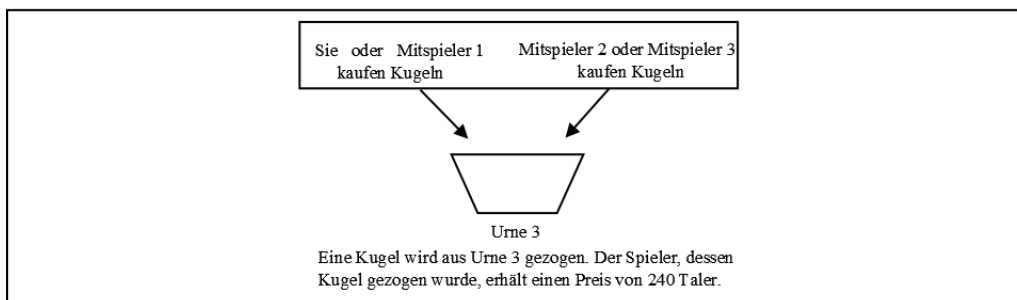 Sie oder Mitspieler 1
kaufen Kugeln
Mitspieler 2 oder Mitspieler 3
kaufen Kugeln
Urne 3
Eine Kugel wird aus Urne 3 gezogen. Der Spieler, dessen
Kugel gezogen wurde, erhält einen Preis von 240 Taler.